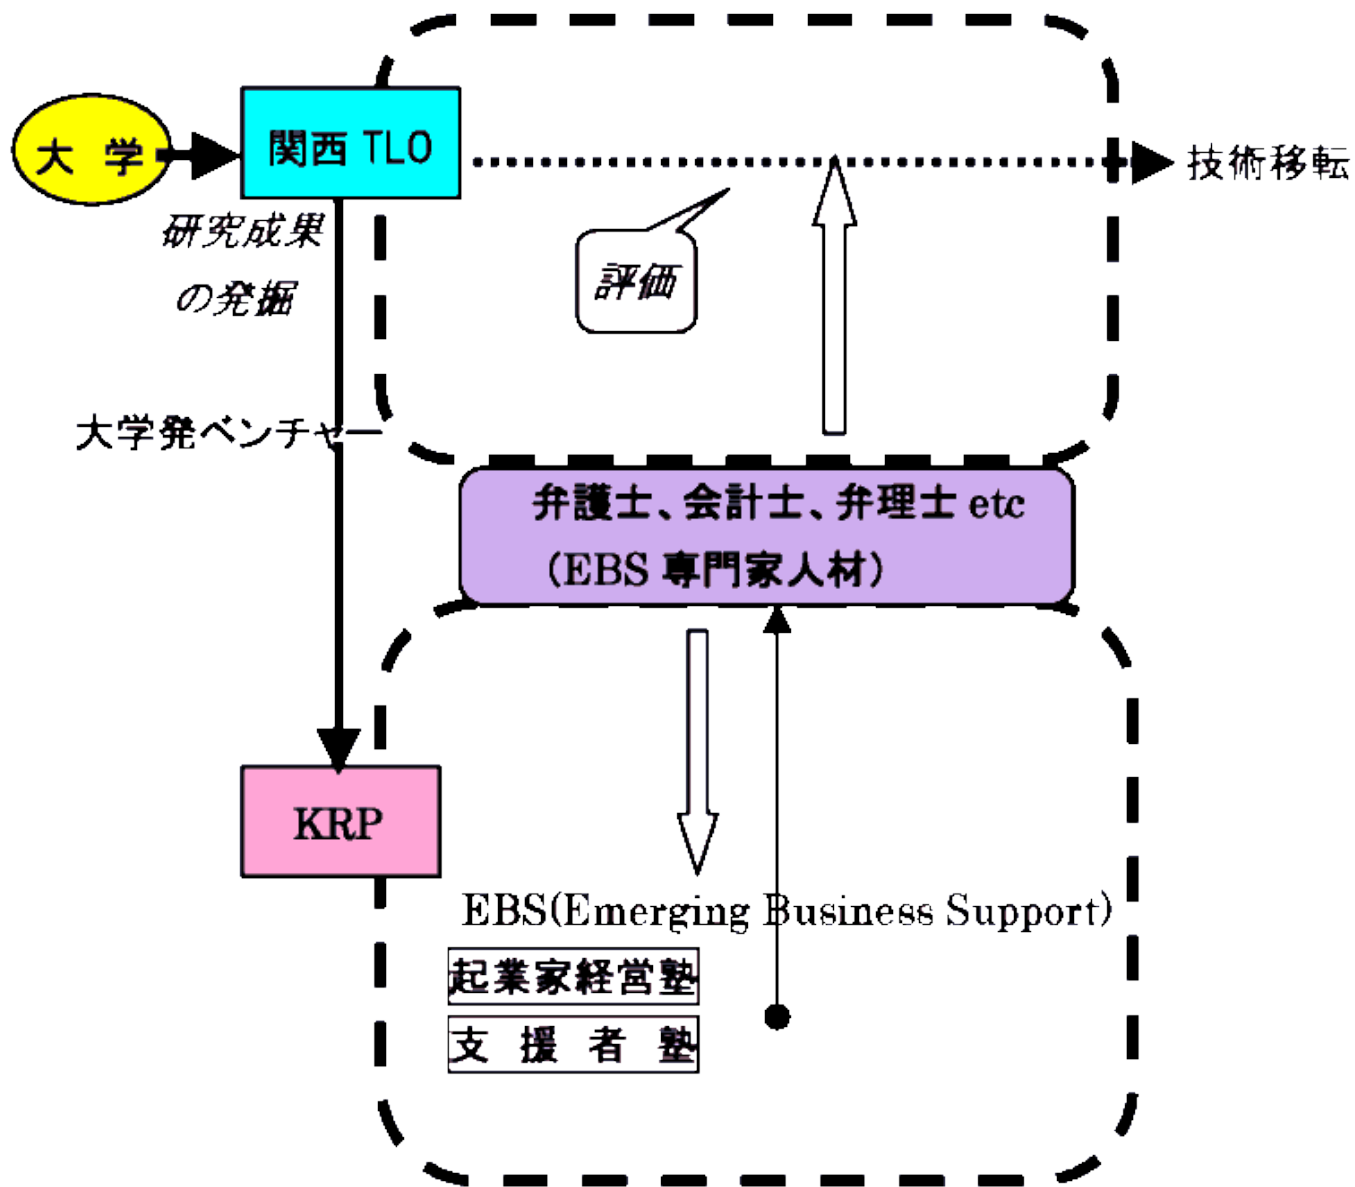 大 学
関西 TLO
技術移転
研究成果
の発掘
評価
大学発ベンチャー
弁護士、会計士、弁理士 etc
(EBS 専門家人材)
KRP
EBS(Emerging Business Support)
起業家経営塾
支 援 者 塾